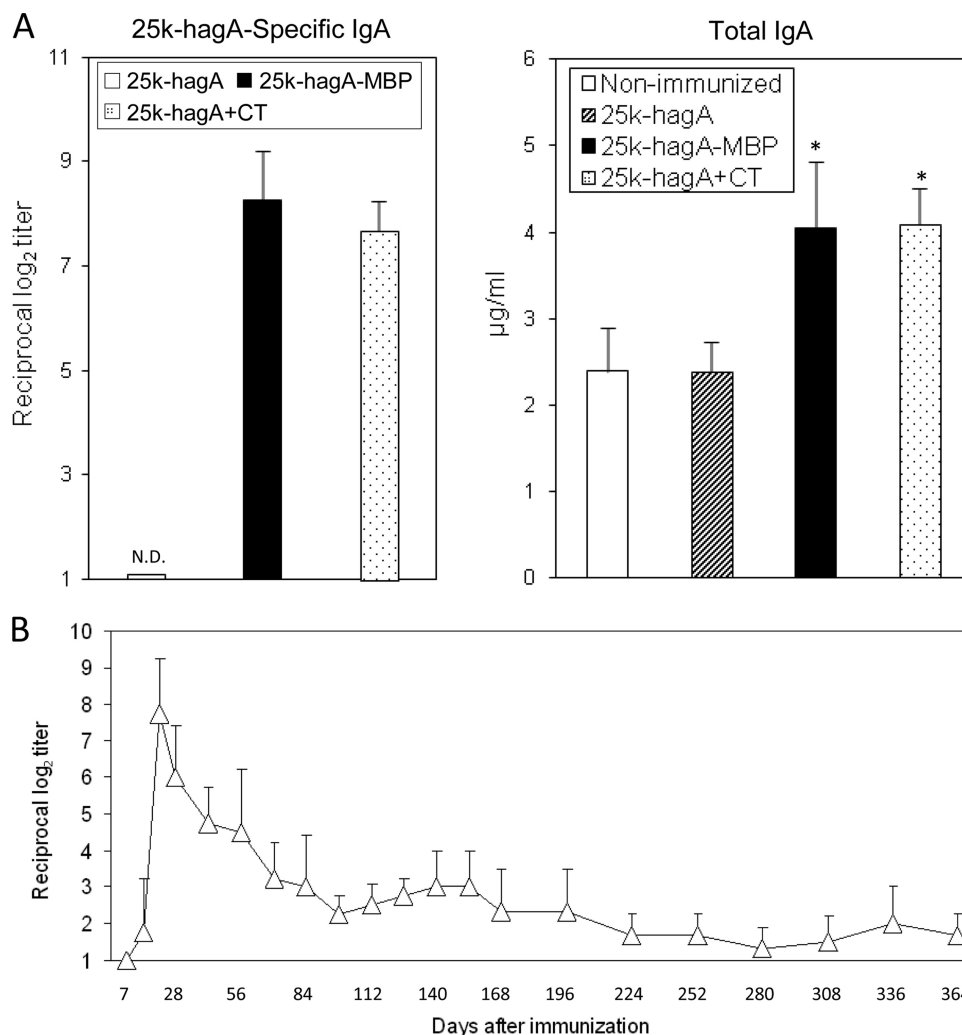 A
25k-hagA-Specific IgA
Reciprocal log2 titer
11
9
7
5
3
1
25k-hagA 25k-hagA-MBP
25k-hagA+CT
N.D.
Total IgA
µg/ml
6
5
4
3
2
1
0
Non-immunized
25k-hagA
25k-hagA-MBP
25k-hagA+CT
* *
B
Reciprocal log2 titer
10
9
8
7
6
5
4
3
2
1
7 28 56 84 112 140 168 196 224 252 280 308 336 364
Days after immunization